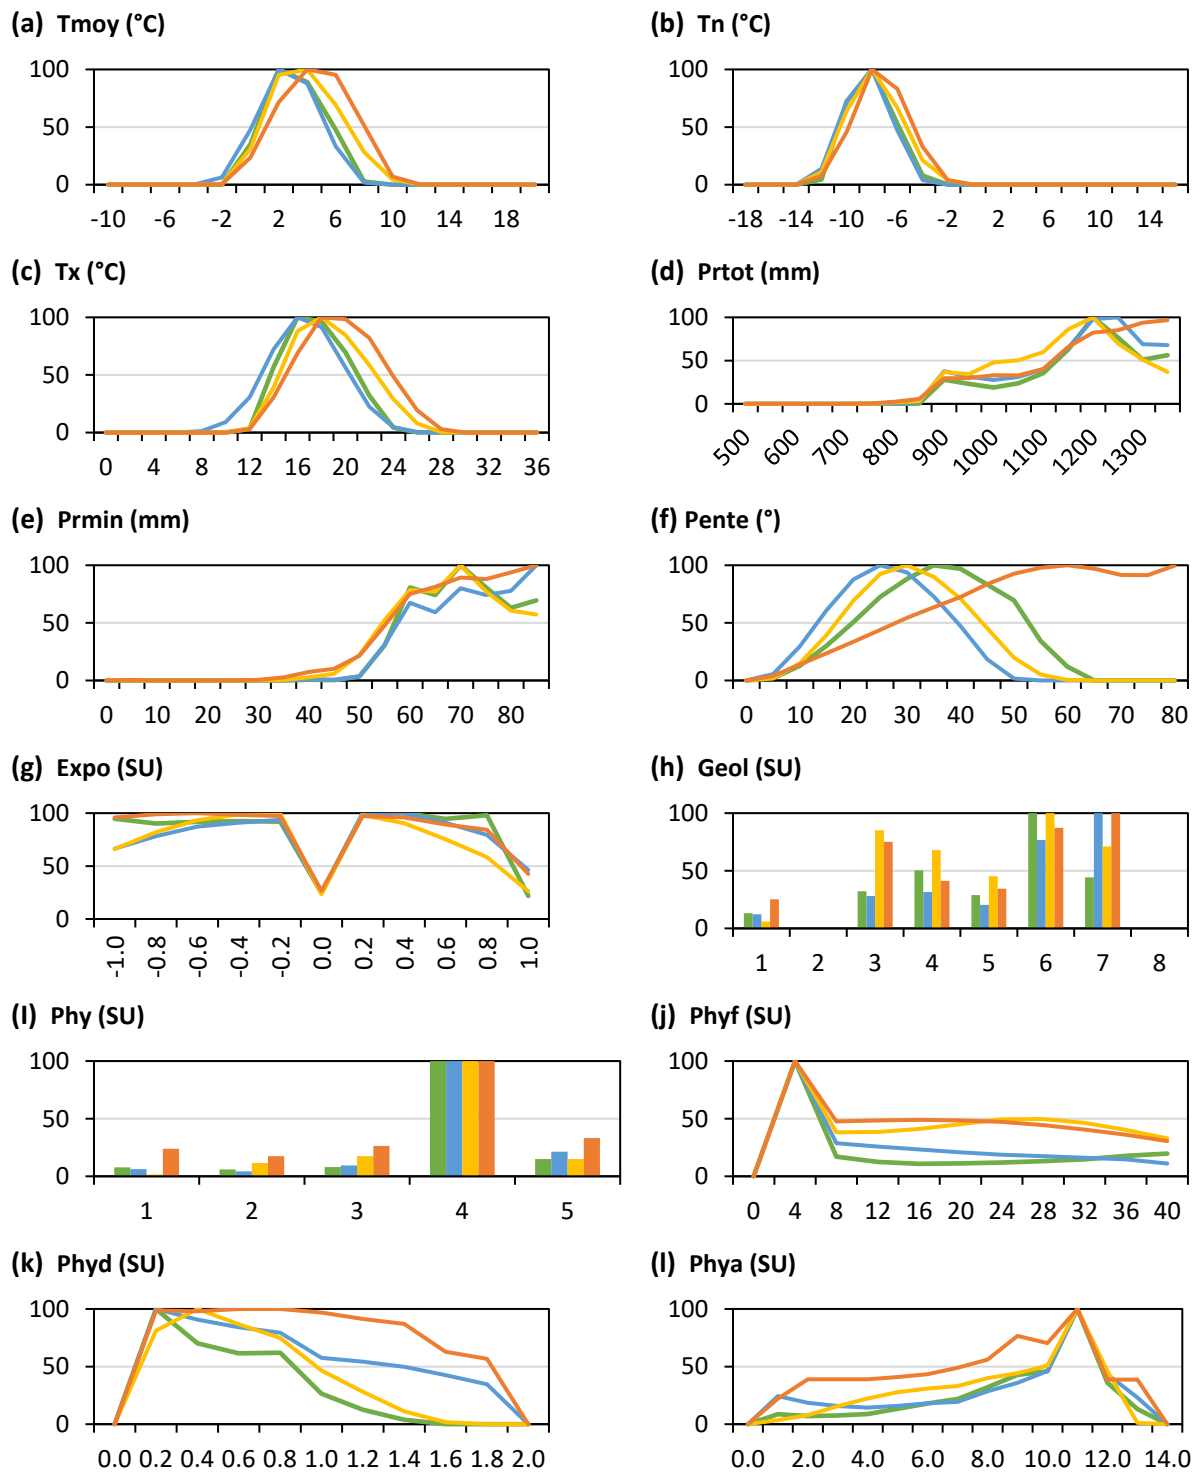 (a) Tmoy (°C)
100
50
0
-10 -6 -2 2 6 10 14 18
(b) Tn (°C)
100
50
0
-18 -14 -10 -6 -2 2 6 10 14
(c) Tx (°C)
100
50
0
0 4 8 12 16 20 24 28 32 36
(d) Prtot (mm)
100
50
0
500 600 700 800 900 1000 1100 1200 1300
(e) Prmin (mm)
100
50
0
0 10 20 30 40 50 60 70 80
(f) Pente (°)
100
50
0
0 10 20 30 40 50 60 70 80
(g) Expo (SU)
100
50
0
-1.0 -0.8 -0.6 -0.4 -0.2 0.0 0.2 0.4 0.6 0.8 1.0
(h) Geol (SU)
100
50
0
1 2 3 4 5 6 7 8
(I) Phy (SU)
100
50
0
1 2 3 4 5
(j) Phyf (SU)
100
50
0
0 4 8 12 16 20 24 28 32 36 40
(k) Phyd (SU)
100
50
0
0.0 0.2 0.4 0.6 0.8 1.0 1.2 1.4 1.6 1.8 2.0
(l) Phya (SU)
100
50
0
0.0 2.0 4.0 6.0 8.0 10.0 12.0 14.0